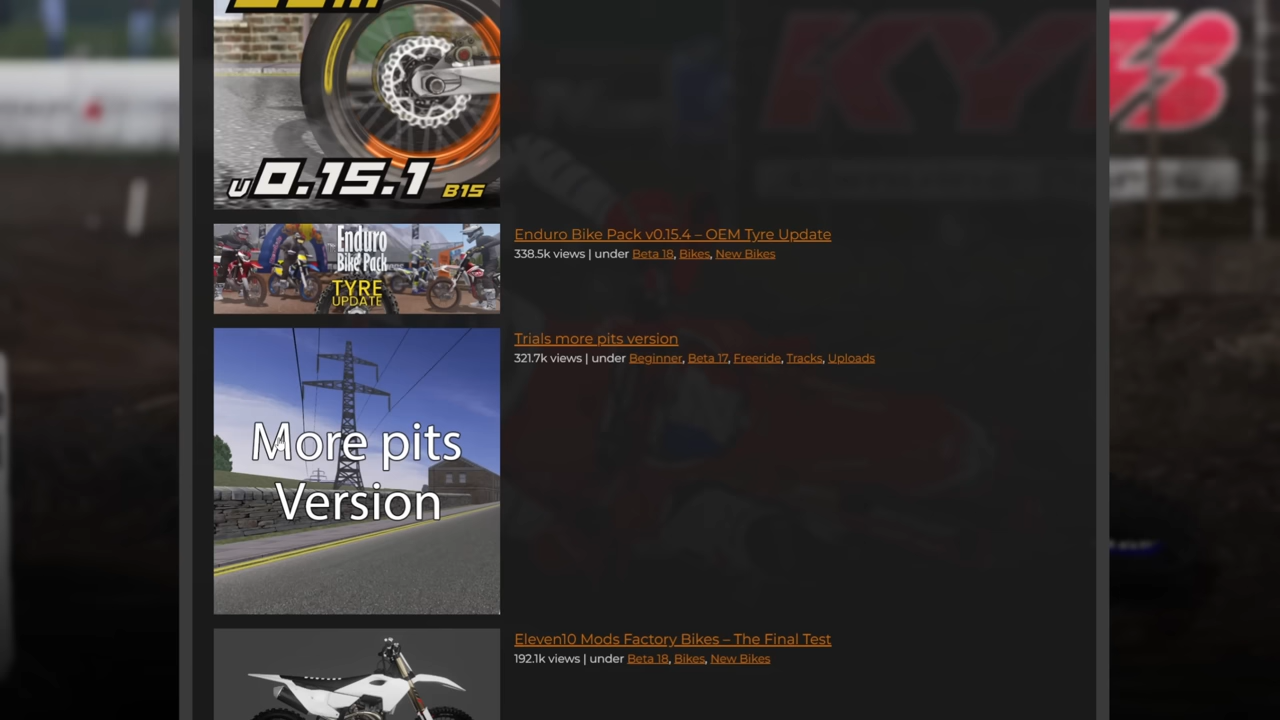 v0.15.1 B15
Enduro
Bike Pack
TYRE
UPDATE
Enduro Bike Pack v0.15.4 – OEM Tyre Update
338.5k views | under Beta 18, Bikes, New Bikes
More pits
Version
Trials more pits version
321.7k views | under Beginner, Beta 17, Freeride, Tracks, Uploads
Eleven10 Mods Factory Bikes – The Final Test
192.1k views | under Beta 18, Bikes, New Bikes
KYB